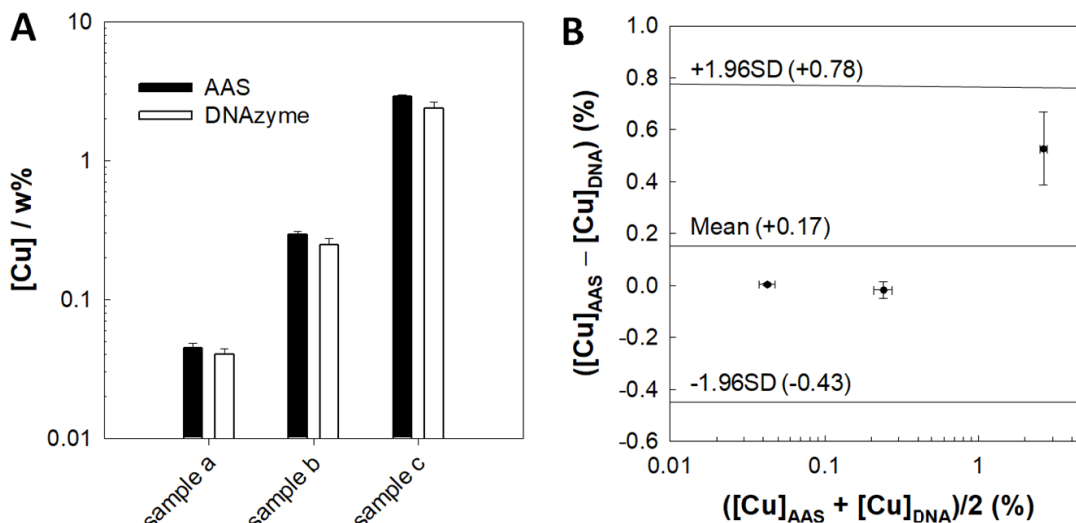 A
10
1
0.1
0.01
[Cu] / w%
AAS
DNAzyme
sample a
sample b
sample c
B
1.0
0.8
0.6
0.4
0.2
0.0
-0.2
-0.4
-0.6
([Cu]AAS – [Cu]DNA) (%)
+1.96SD (+0.78)
Mean (+0.17)
-1.96SD (-0.43)
0.01
0.1
1
([Cu]AAS + [Cu]DNA)/2 (%)